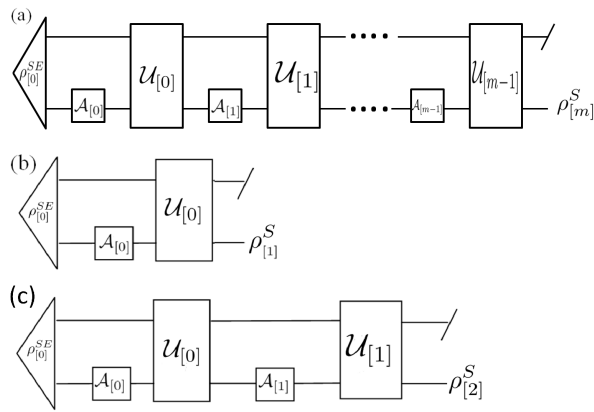 (a)
ρ^{SE}_{[0]} 𝒜_{[0]} 𝒰_{[0]} 𝒜_{[1]} 𝒰_{[1]} •••• •••• 𝒜_{[m−1]} 𝒰_{[m−1]} ρ^{S}_{[m]}
(b)
ρ^{SE}_{[0]} 𝒜_{[0]} 𝒰_{[0]} ρ^{S}_{[1]}
(c)
ρ^{SE}_{[0]} 𝒜_{[0]} 𝒰_{[0]} 𝒜_{[1]} 𝒰_{[1]} ρ^{S}_{[2]}